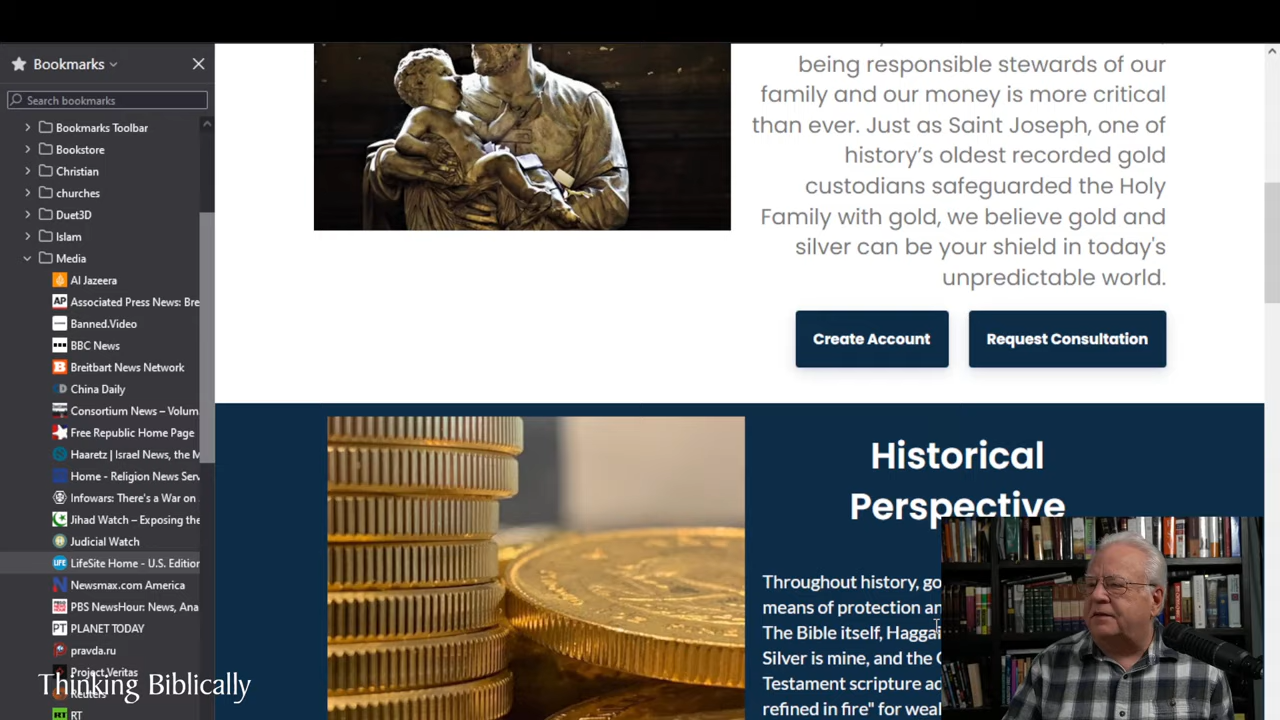 Bookmarks
Search bookmarks
Bookmarks Toolbar
Bookstore
Christian
churches
Duet3D
Islam
Media
Al Jazeera
Associated Press News: Bre
Banned.Video
BBC News
Breitbart News Network
China Daily
Consortium News – Volum
Free Republic Home Page
Haaretz | Israel News, the M
Home - Religion News Serv
Infowars: There's a War on
Jihad Watch – Exposing the
Judicial Watch
LifeSite Home - U.S. Edition
Newsmax.com America
PBS NewsHour: News, Ana
PLANET TODAY
pravda.ru
Project Veritas
Reuters
RT
Thinking Biblically
being responsible stewards of our
family and our money is more critical
than ever. Just as Saint Joseph, one of
history's oldest recorded gold
custodians safeguarded the Holy
Family with gold, we believe gold and
silver can be your shield in today's
unpredictable world.
Create Account
Request Consultation
Historical
Perspective
Throughout history, go
means of protection an
The Bible itself, Haggai
Silver is mine, and the G
Testament scripture ad
refined in fire" for weal